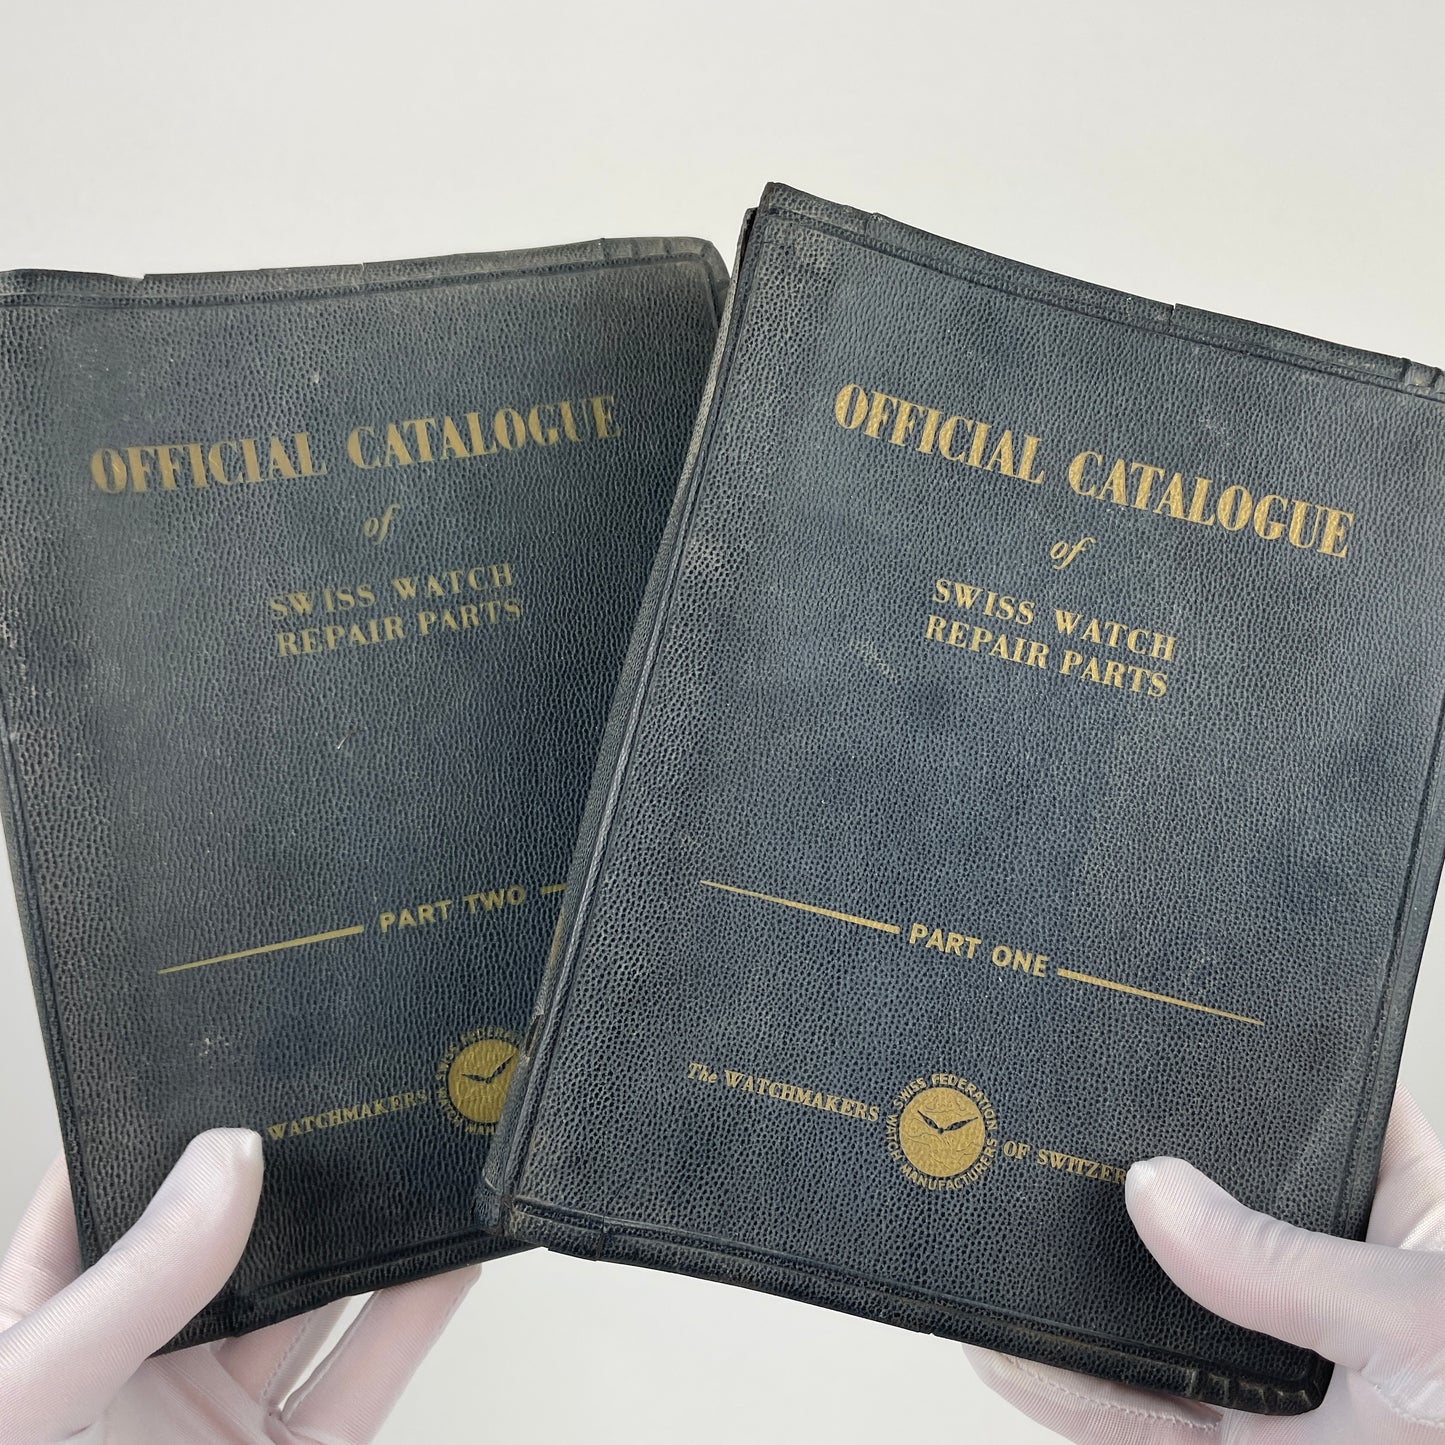 OFFICIAL CATALOGUE
of
SWISS WATCH
REPAIR PARTS
PART TWO
WATCHMAKERS
OFFICIAL CATALOGUE
of
SWISS WATCH
REPAIR PARTS
PART ONE
The WATCHMAKERS
SWISS FEDERATION
WATCH MANUFACTURERS
OF